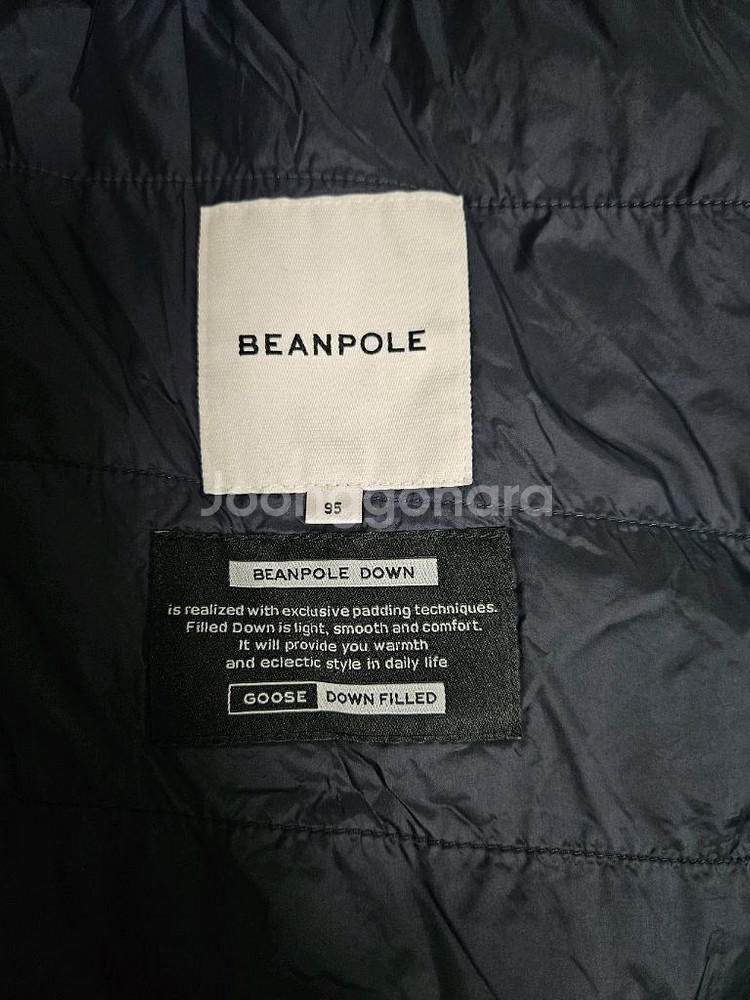 BEANPOLE
Joonggonara
95
BEANPOLE DOWN
is realized with exclusive padding techniques.
Filled Down is light, smooth and comfort.
It will provide you warmth
and eclectic style in daily life
GOOSE DOWN FILLED